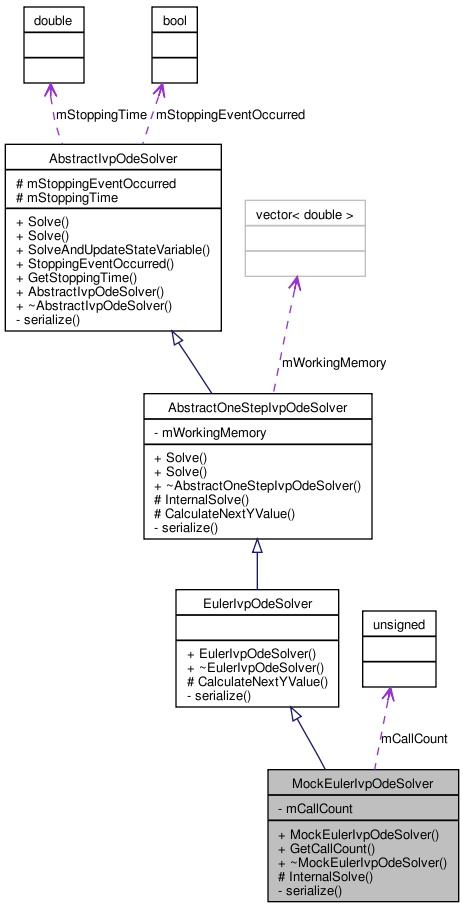 double
bool
mStoppingTime
mStoppingEventOccurred
AbstractIvpOdeSolver
# mStoppingEventOccurred
# mStoppingTime
+ Solve()
+ Solve()
+ SolveAndUpdateStateVariable()
+ StoppingEventOccurred()
+ GetStoppingTime()
+ AbstractIvpOdeSolver()
+ ~AbstractIvpOdeSolver()
- serialize()
vector< double >
mWorkingMemory
AbstractOneStepIvpOdeSolver
- mWorkingMemory
+ Solve()
+ Solve()
+ ~AbstractOneStepIvpOdeSolver()
# InternalSolve()
# CalculateNextYValue()
- serialize()
EulerIvpOdeSolver
+ EulerIvpOdeSolver()
+ ~EulerIvpOdeSolver()
# CalculateNextYValue()
- serialize()
unsigned
mCallCount
MockEulerIvpOdeSolver
- mCallCount
+ MockEulerIvpOdeSolver()
+ GetCallCount()
+ ~MockEulerIvpOdeSolver()
# InternalSolve()
- serialize()